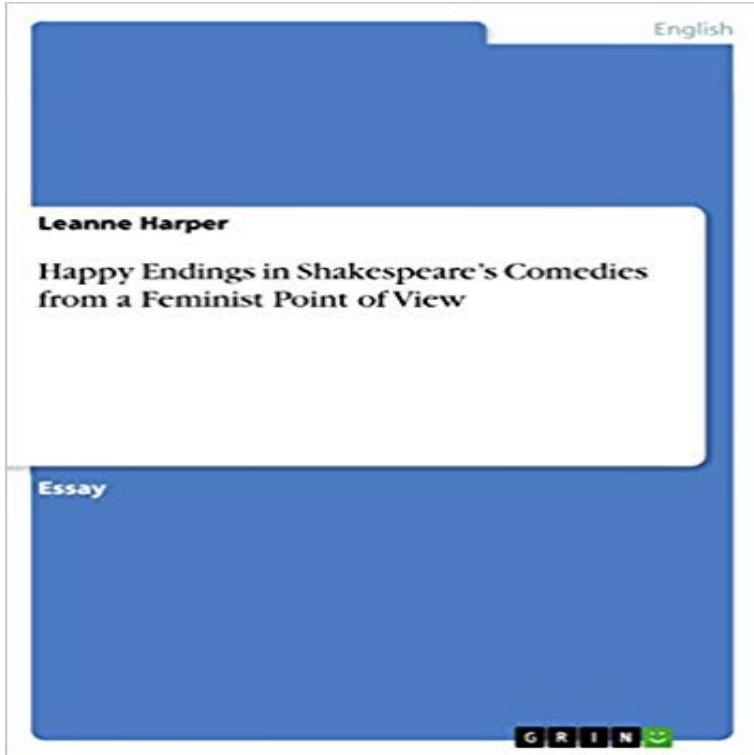 English
Leanne Harper
Happy Endings in Shakespeare's Comedies
from a Feminist Point of View
Essay
GRIN